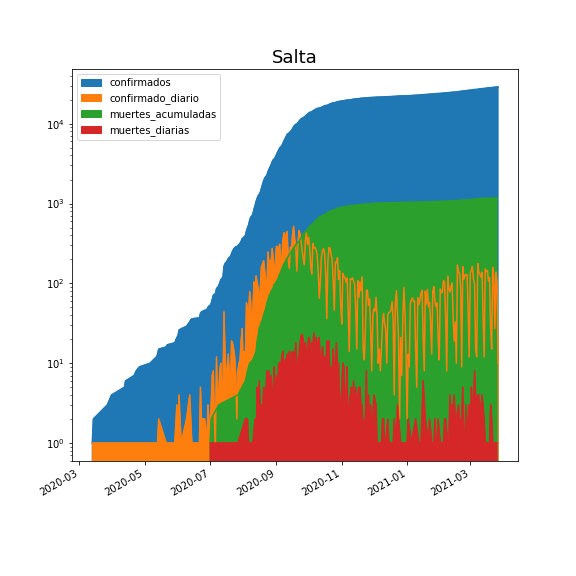 Salta
confirmados
confirmado_diario
muertes_acumuladas
muertes_diarias
10⁴
10³
10²
10¹
10⁰
2020-03
2020-05
2020-07
2020-09
2020-11
2021-01
2021-03